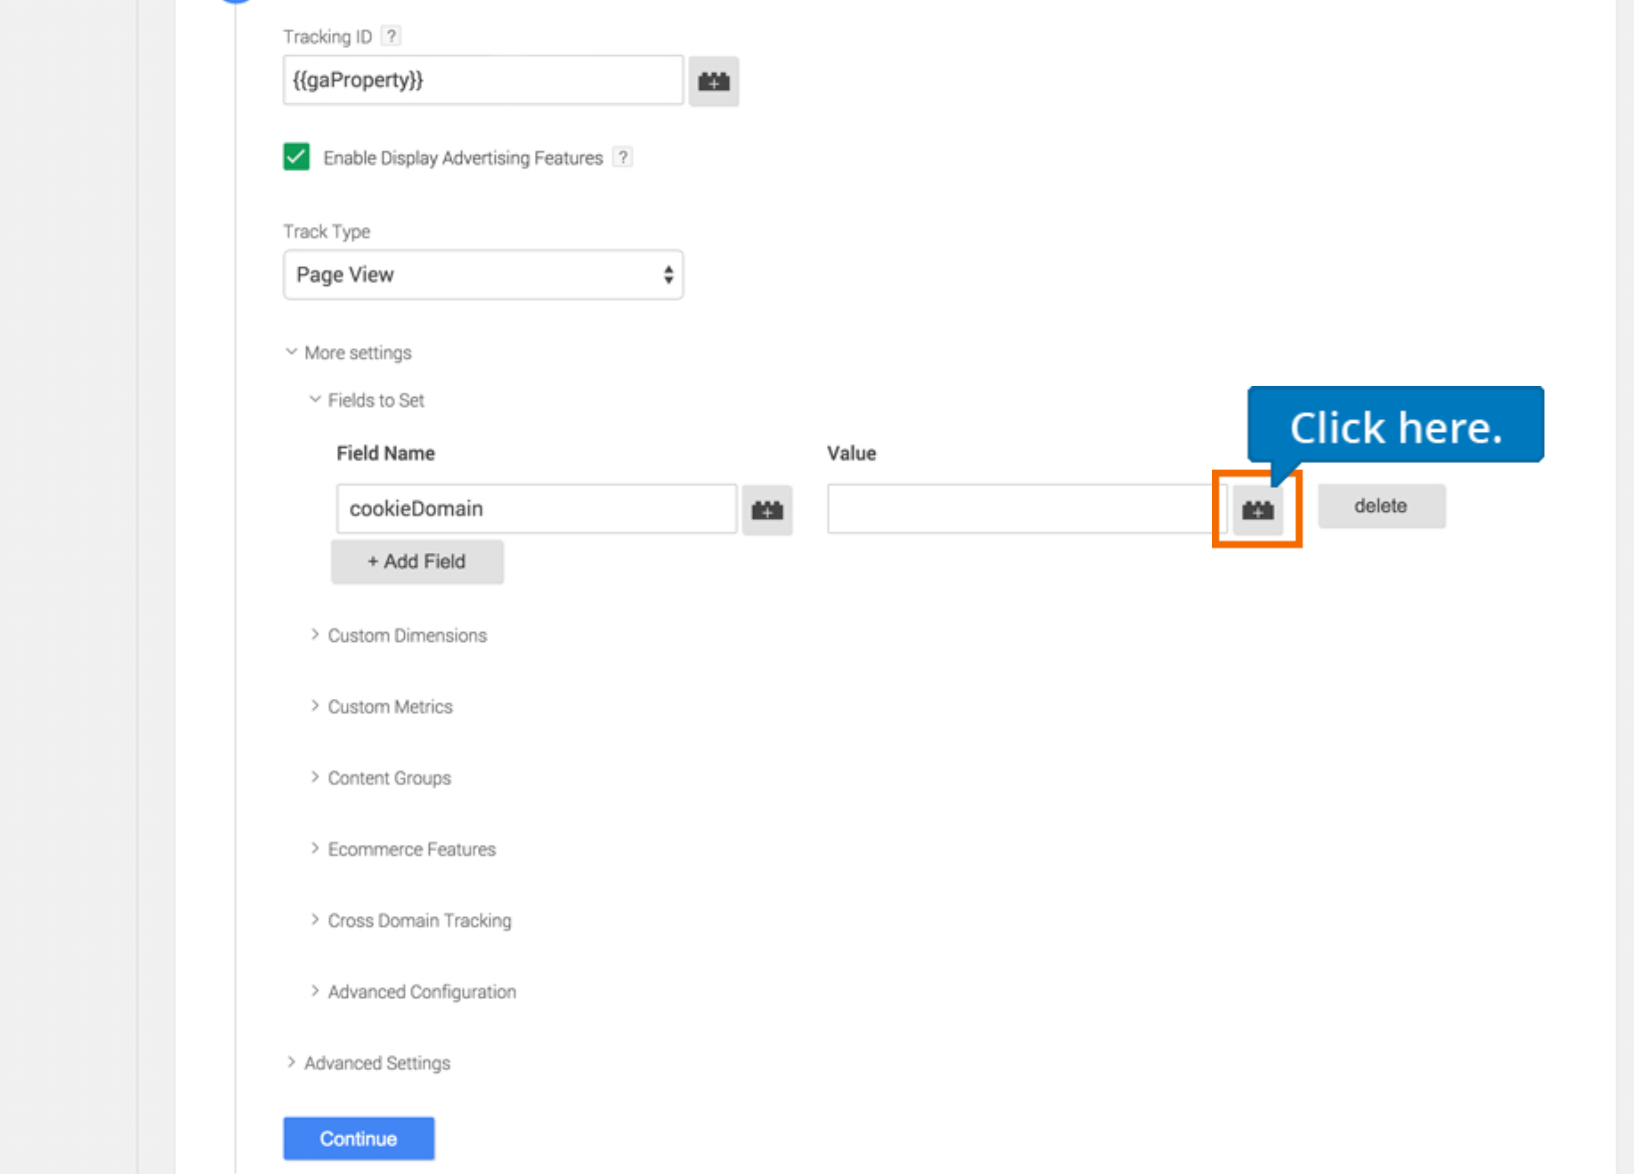 Tracking ID ?
{{gaProperty}}
Enable Display Advertising Features ?
Track Type
Page View
More settings
Fields to Set
Click here.
Field Name Value
cookieDomain delete
+ Add Field
Custom Dimensions
Custom Metrics
Content Groups
Ecommerce Features
Cross Domain Tracking
Advanced Configuration
Advanced Settings
Continue